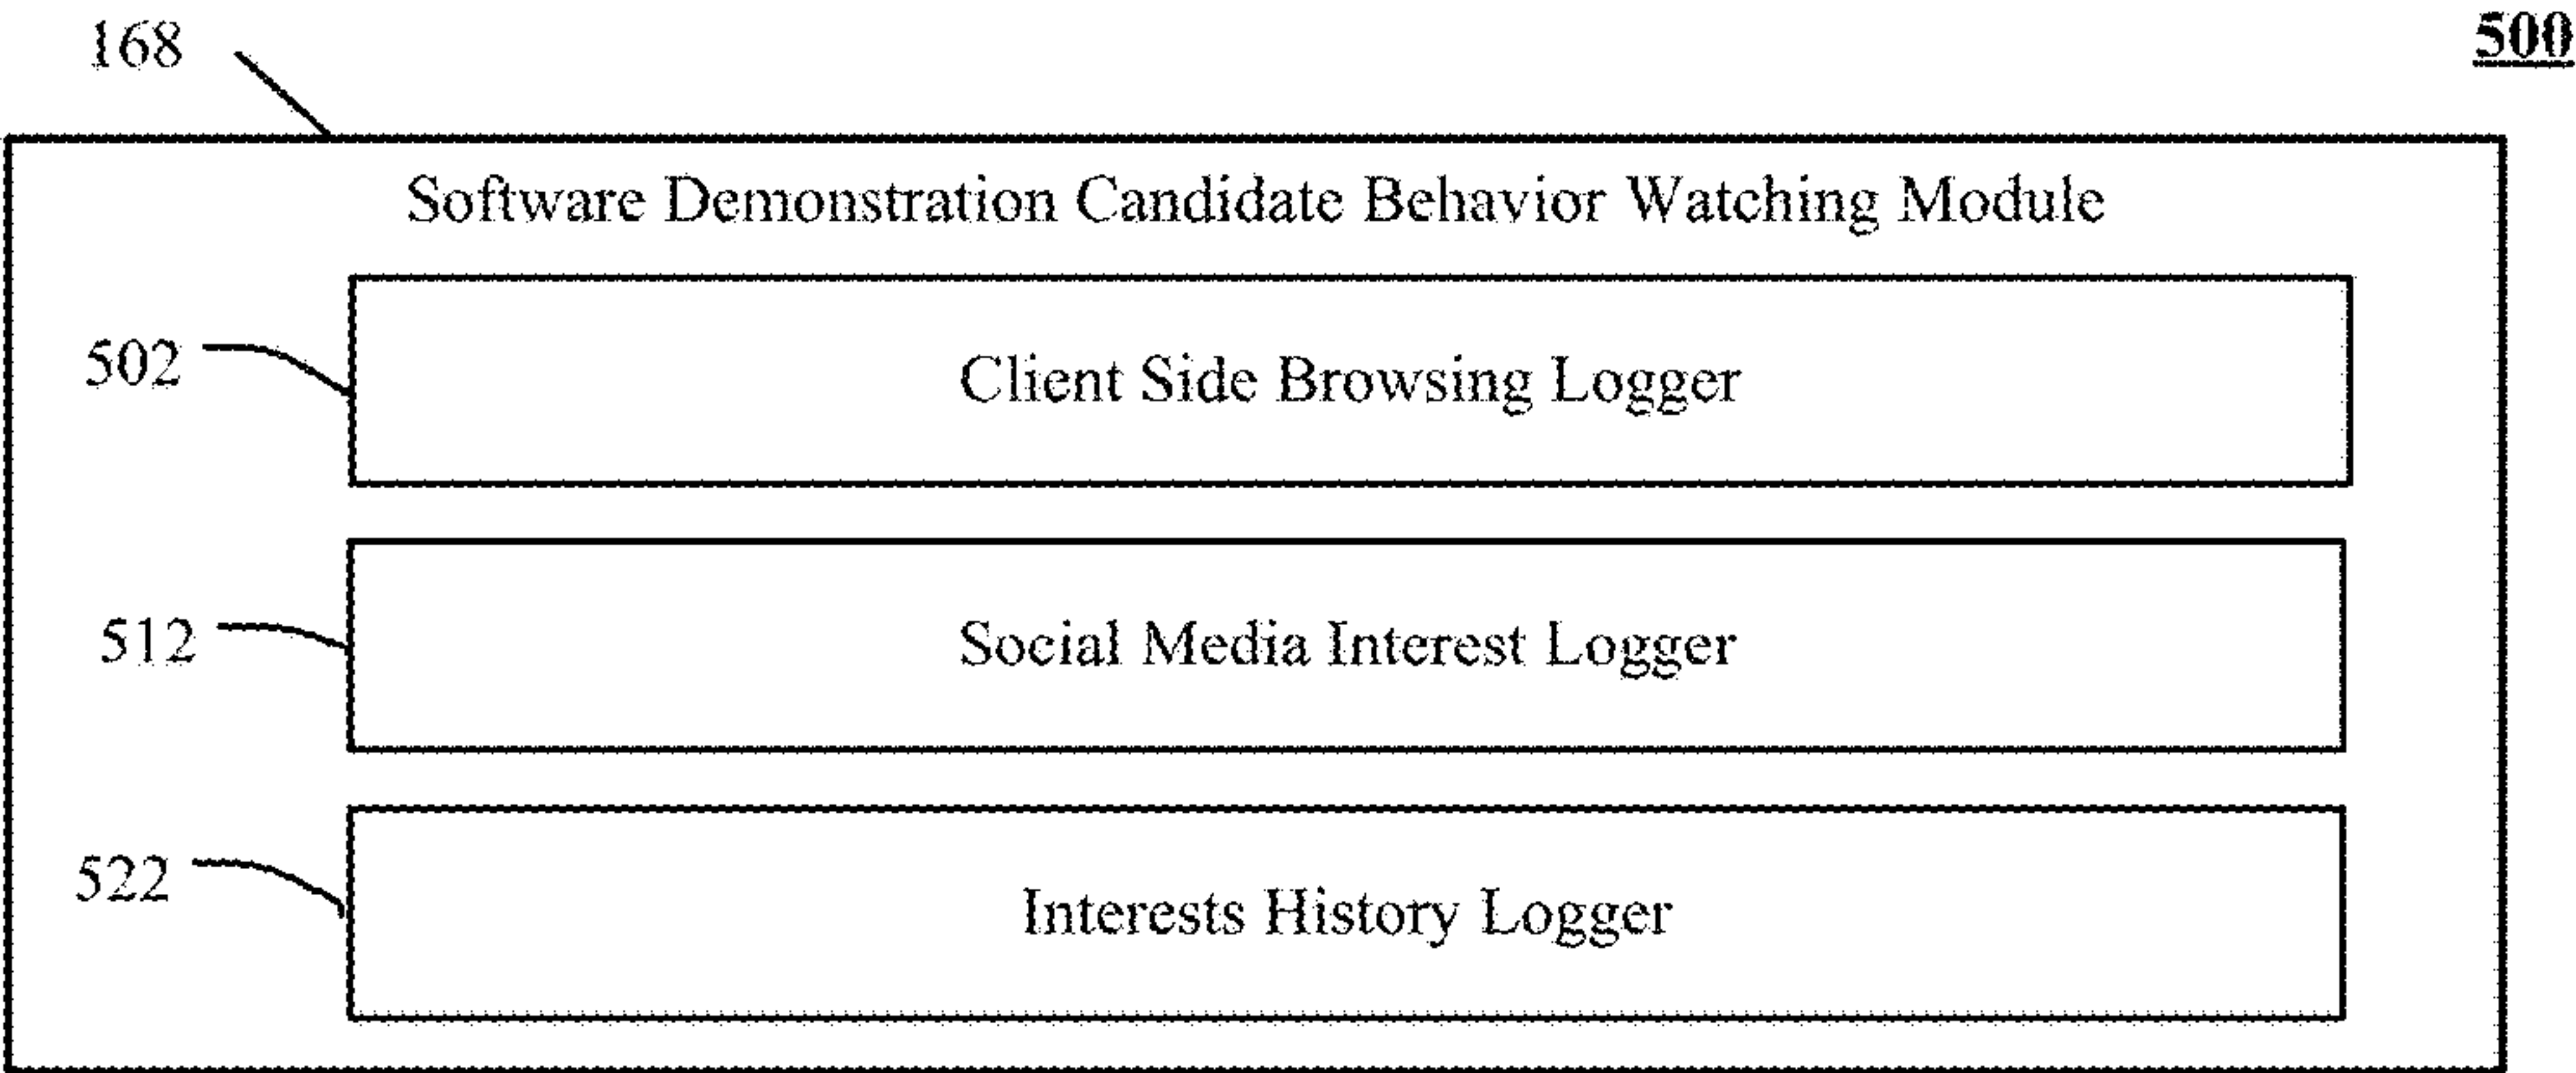 168
500
Software Demonstration Candidate Behavior Watching Module
502
Client Side Browsing Logger
512
Social Media Interest Logger
522
Interests History Logger